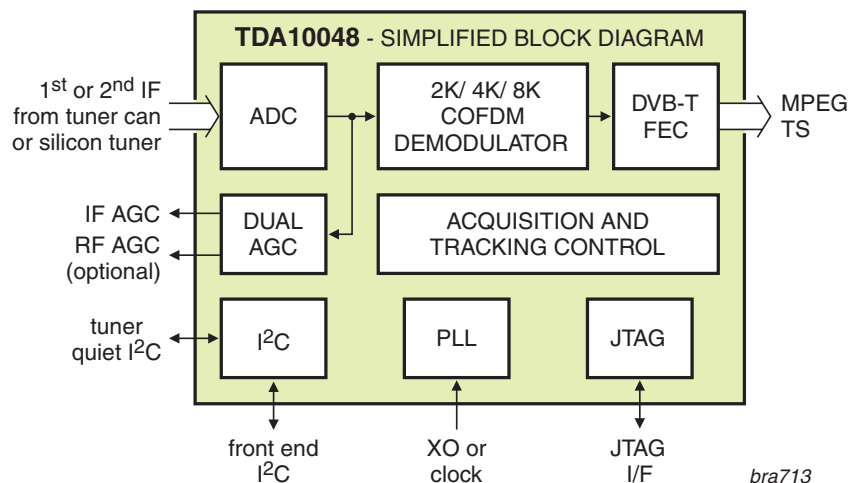 TDA10048 - SIMPLIFIED BLOCK DIAGRAM
1st or 2nd IF
from tuner can
or silicon tuner
ADC
2K/ 4K/ 8K
COFDM
DEMODULATOR
DVB-T
FEC
MPEG
TS
IF AGC
RF AGC
(optional)
DUAL
AGC
ACQUISITION AND
TRACKING CONTROL
tuner
quiet I2C
I2C
PLL
JTAG
front end
I2C
XO or
clock
JTAG
I/F
bra713